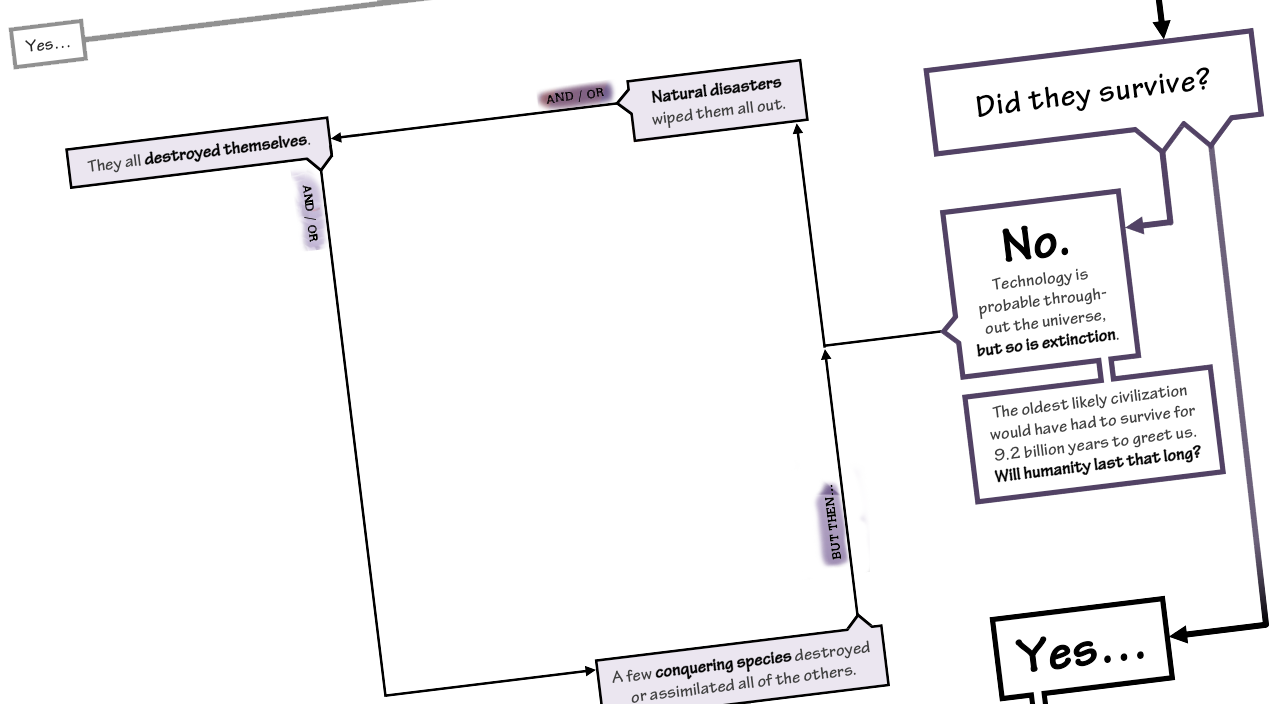 Yes...
Did they survive?
AND / OR
Natural disasters
wiped them all out.
They all destroyed themselves.
AND / OR
No.
Technology is
probable through-
out the universe,
but so is extinction.
The oldest likely civilization
would have had to survive for
9.2 billion years to greet us.
Will humanity last that long?
BUT THEN...
A few conquering species destroyed
or assimilated all of the others.
Yes...